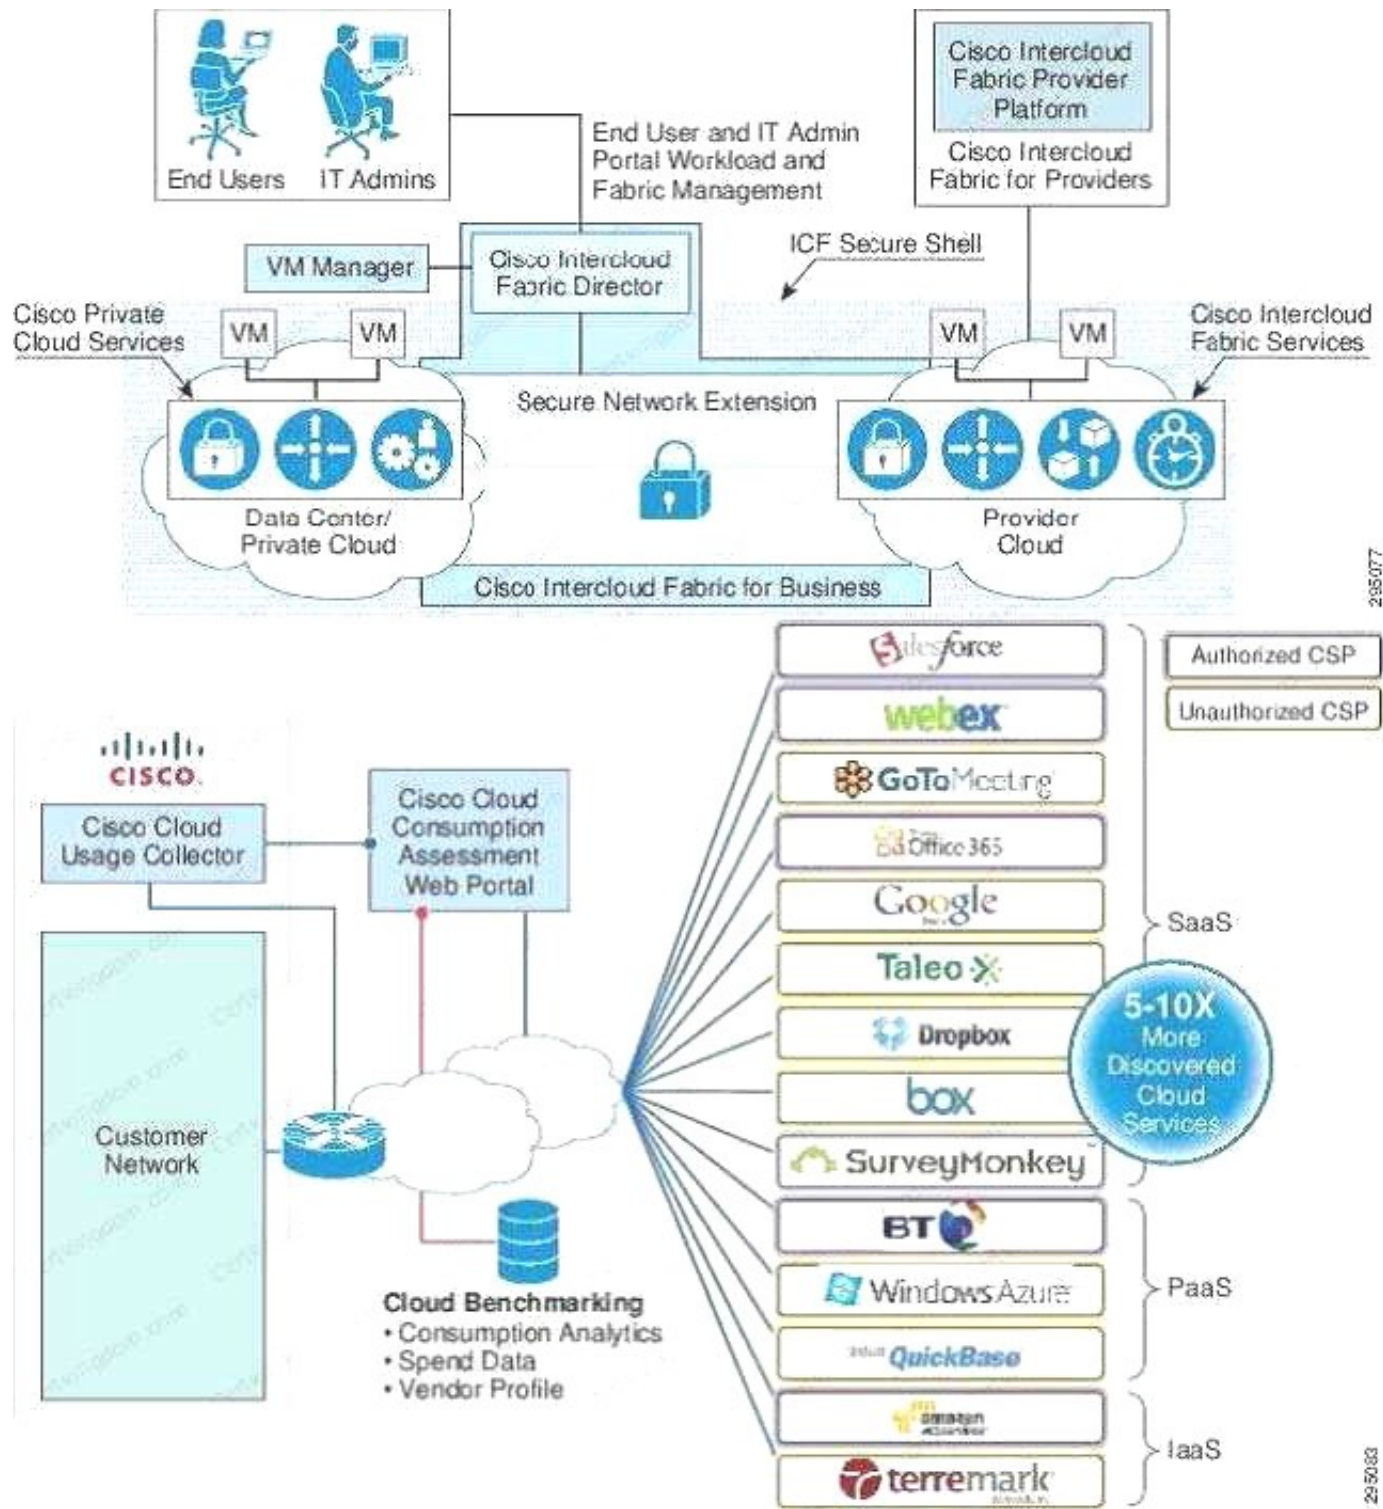 End Users
IT Admins
Cisco Intercloud
Fabric Provider
Platform
Cisco Intercloud
Fabric for Providers
End User and IT Admin
Portal Workload and
Fabric Management
VM Manager
Cisco Intercloud
Fabric Director
ICF Secure Shell
Cisco Private
Cloud Services
VM
VM
VM
VM
Cisco Intercloud
Fabric Services
Secure Network Extension
Data Center/
Private Cloud
Provider
Cloud
Cisco Intercloud Fabric for Business
295077
CISCO
Cisco Cloud
Usage Collector
Cisco Cloud
Consumption
Assessment
Web Portal
Customer
Network
Cloud Benchmarking
• Consumption Analytics
• Spend Data
• Vendor Profile
salesforce
webex
GoToMeeting
Office 365
Google
Taleo
Dropbox
box
SurveyMonkey
BT
Windows Azure
QuickBase
amazon
terremark
Authorized CSP
Unauthorized CSP
SaaS
5-10X
More
Discovered
Cloud
Services
PaaS
IaaS
295083